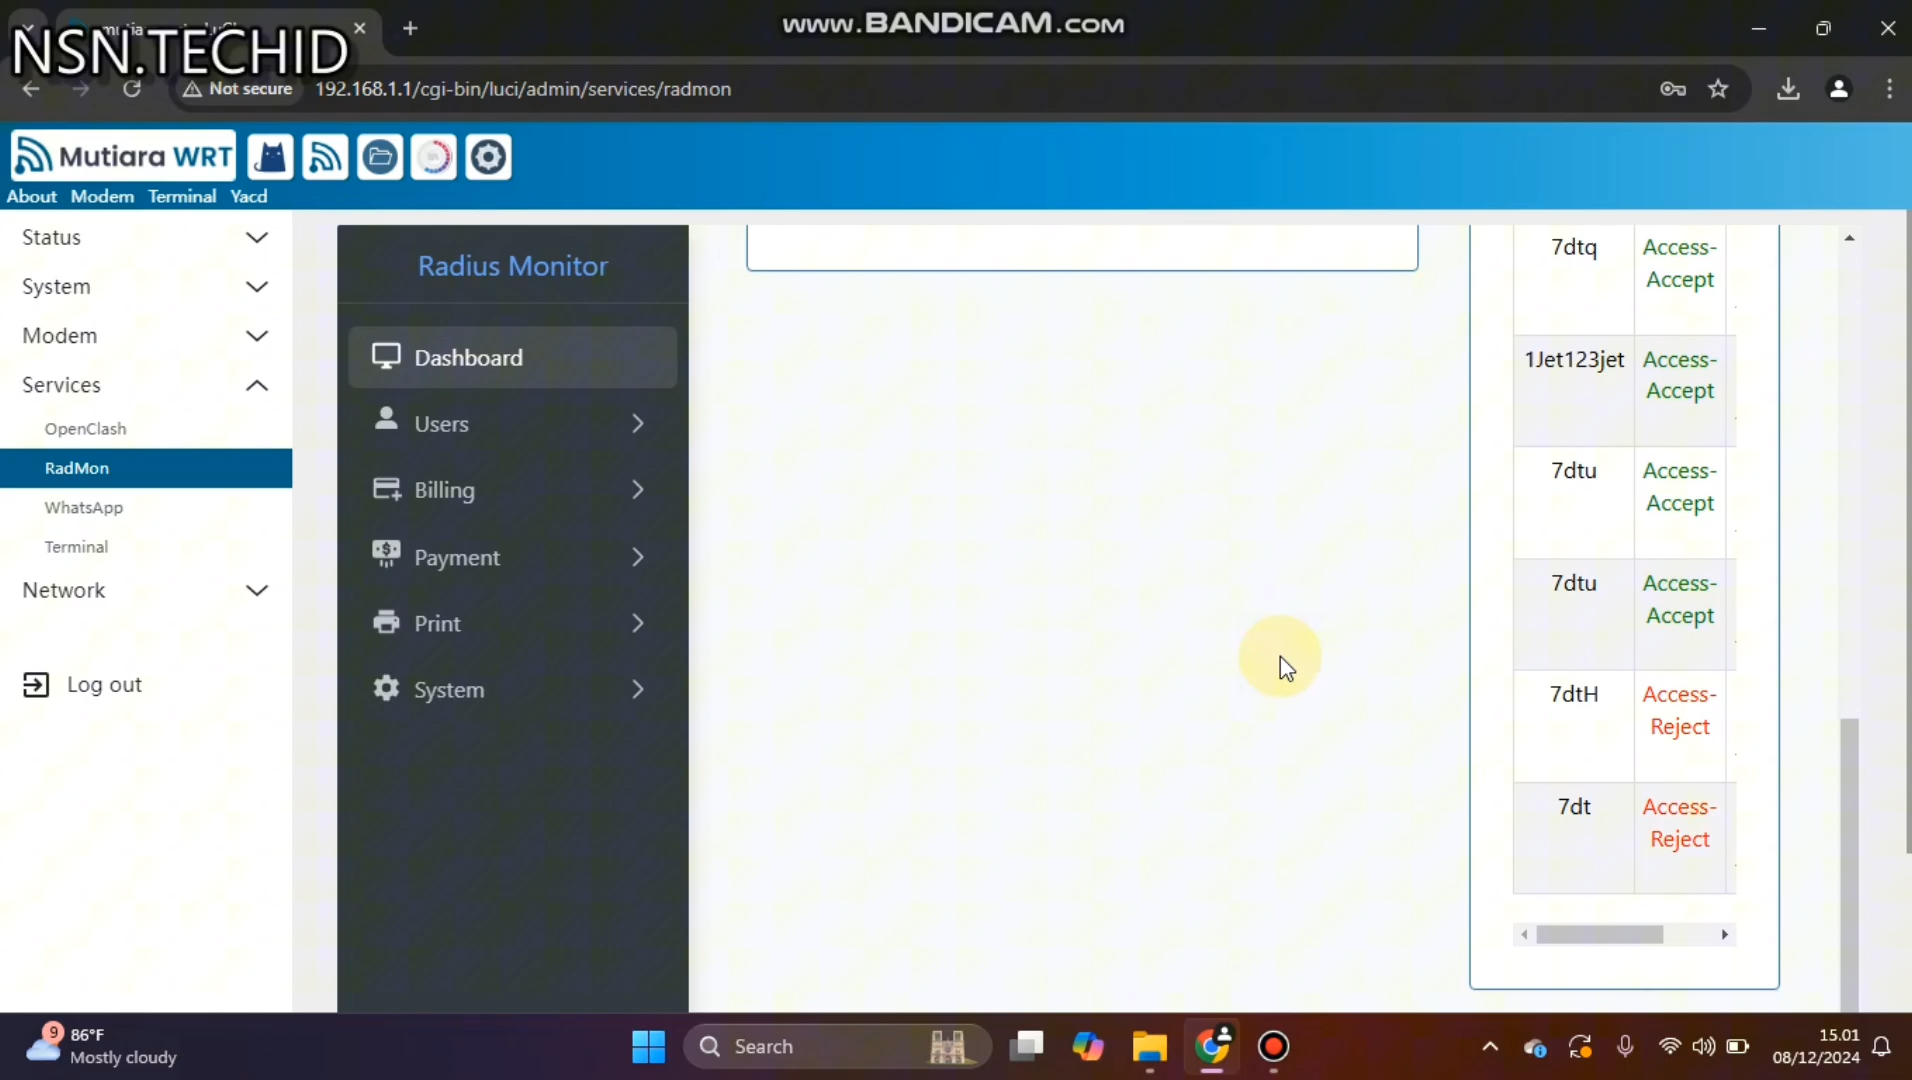 www.BANDICAM.com
NSN.TECHID
Not secure
192.168.1.1/cgi-bin/luci/admin/services/radmon
Mutiara WRT
About Modem Terminal Yacd
Status
System
Modem
Services
OpenClash
RadMon
WhatsApp
Terminal
Network
Log out
Radius Monitor
Dashboard
Users
Billing
Payment
Print
System
7dtq Access-
Accept
1Jet123jet Access-
Accept
7dtu Access-
Accept
7dtu Access-
Accept
7dtH Access-
Reject
7dt Access-
Reject
9
86°F
Mostly cloudy
Search
15.01
08/12/2024